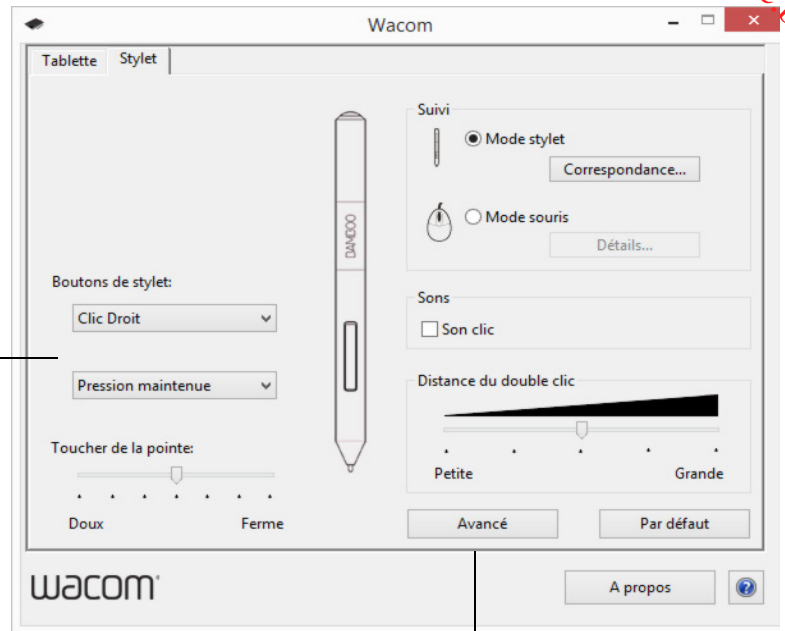 Wacom
Tablette Stylet
Suivi
Mode stylet
Correspondance...
Mode souris
Détails...
BAMBOO
Boutons de stylet:
Clic Droit
Pression maintenue
Sons
Son clic
Distance du double clic
Petite Grande
Toucher de la pointe:
Doux Ferme
Avancé Par défaut
wacom
A propos ?